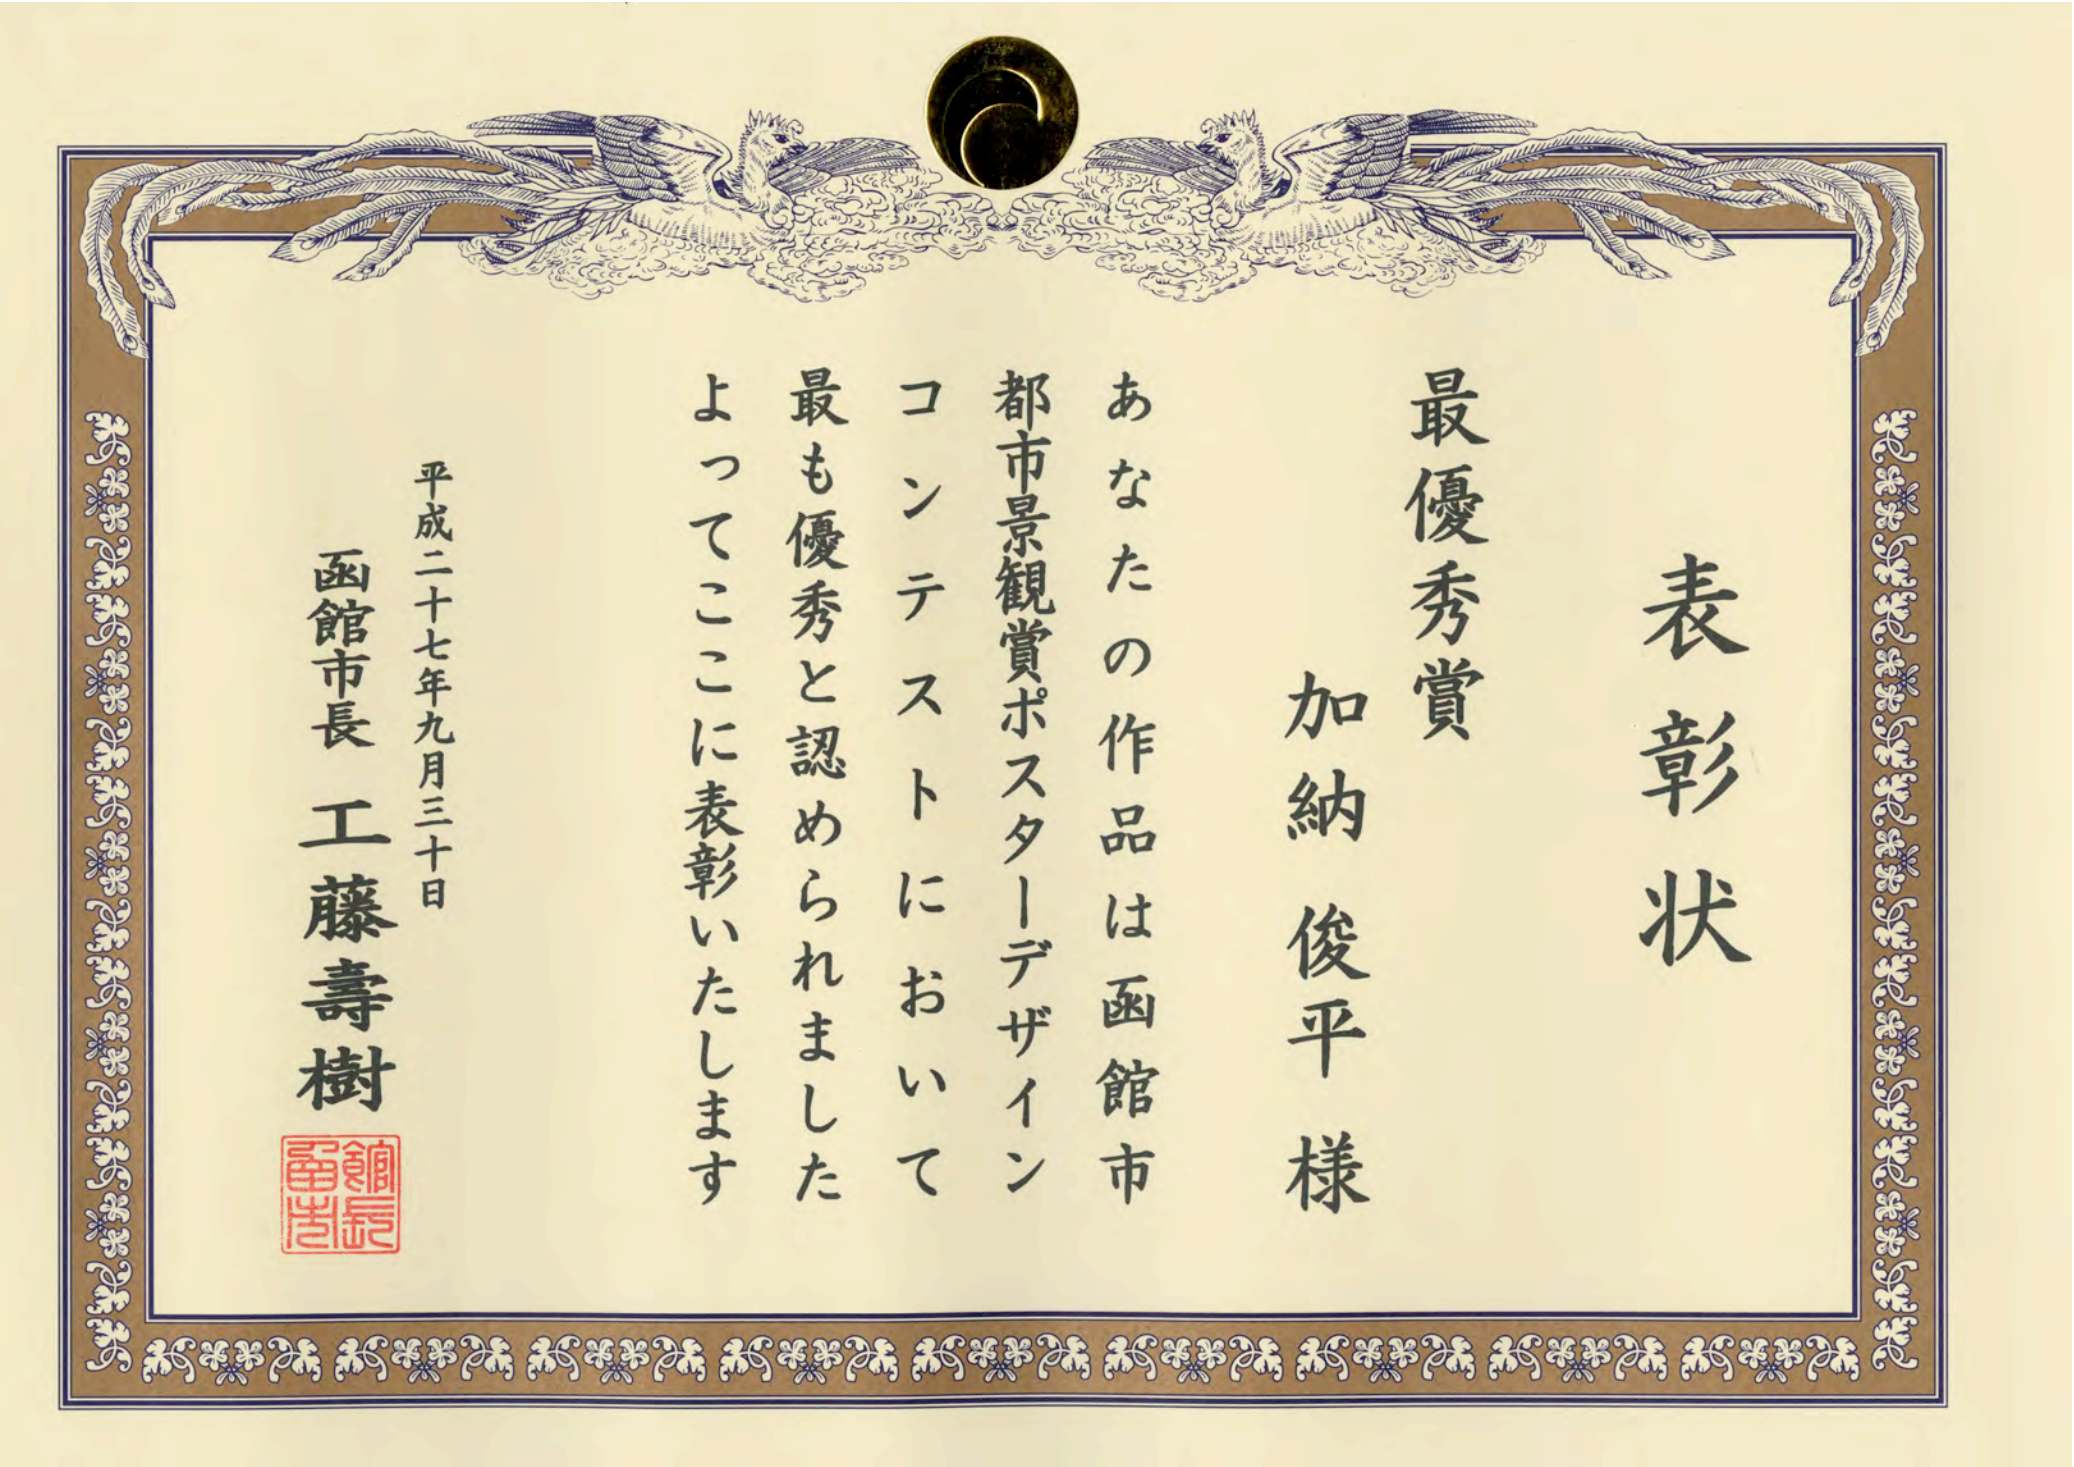 表彰状
最優秀賞
加納 俊平 様
あなたの作品は函館市
都市景観賞ポスターデザイン
コンテストにおいて
最も優秀と認められました
よってここに表彰いたします
平成二十七年九月三十日
函館市長 工藤壽樹
函館市長